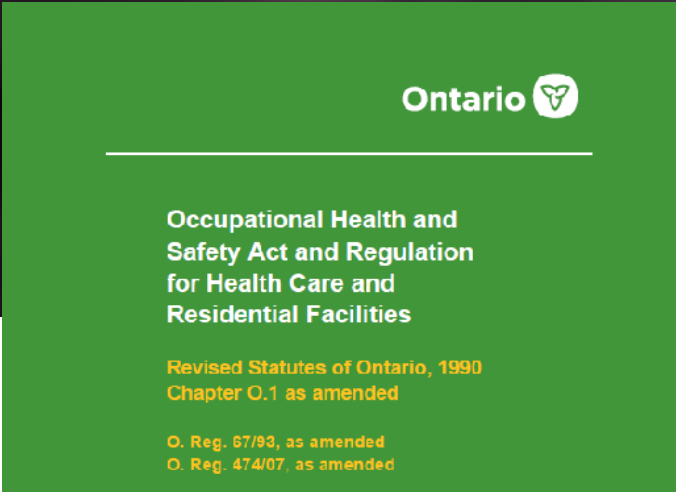 Ontario
Occupational Health and
Safety Act and Regulation
for Health Care and
Residential Facilities
Revised Statutes of Ontario, 1990
Chapter O.1 as amended
O. Reg. 67/93, as amended
O. Reg. 474/07, as amended